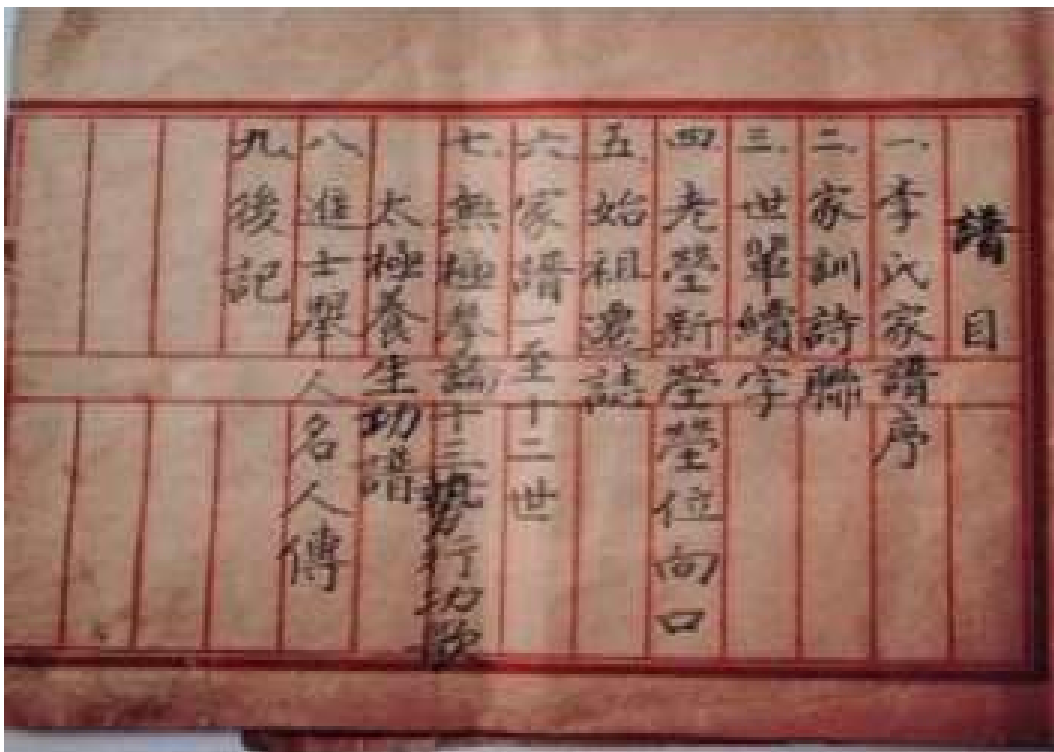 譜目
一.李氏家譜序
二.家訓詩聯
三.世輩續字
四.老塋新塋塋位向口
五.始祖遷誌
六.家譜一至十二世
七.無極拳論十三勢行功歌
太極養生功譜
八.進士舉人名人傳
九.後記